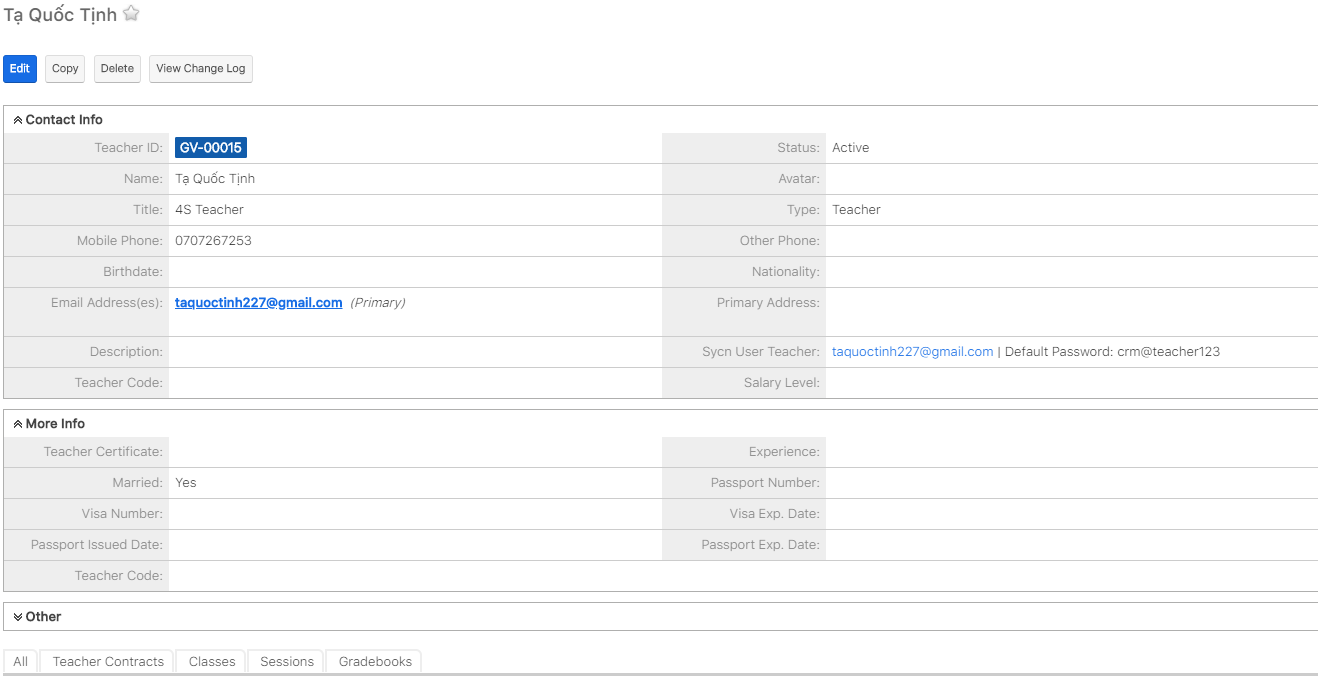 Tạ Quốc Tịnh
Edit Copy Delete View Change Log
Contact Info
Teacher ID: GV-00015 Status: Active
Name: Tạ Quốc Tịnh Avatar:
Title: 4S Teacher Type: Teacher
Mobile Phone: 0707267253 Other Phone:
Birthdate: Nationality:
Email Address(es): taquoctinh227@gmail.com (Primary) Primary Address:
Description: Sycn User Teacher: taquoctinh227@gmail.com | Default Password: crm@teacher123
Teacher Code: Salary Level:
More Info
Teacher Certificate: Experience:
Married: Yes Passport Number:
Visa Number: Visa Exp. Date:
Passport Issued Date: Passport Exp. Date:
Teacher Code:
Other
All Teacher Contracts Classes Sessions Gradebooks